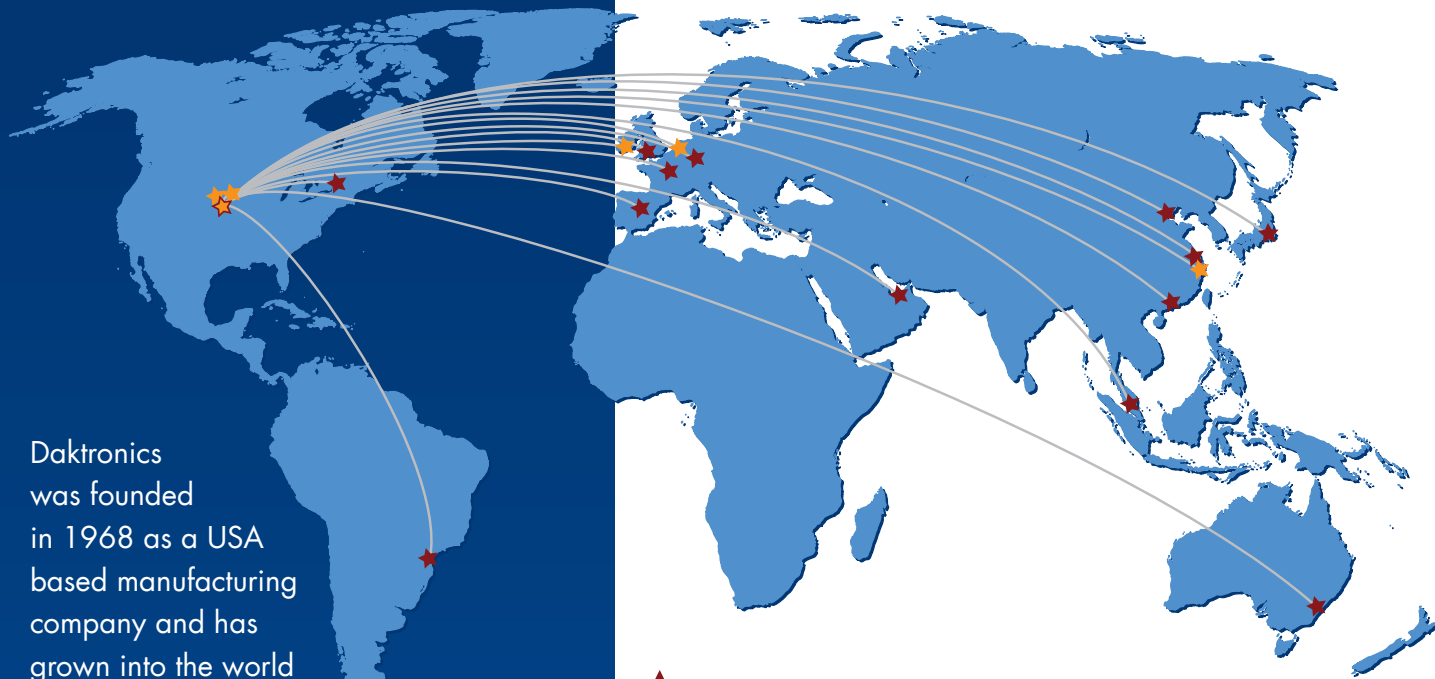 Daktronics
was founded
in 1968 as a USA
based manufacturing
company and has
grown into the world